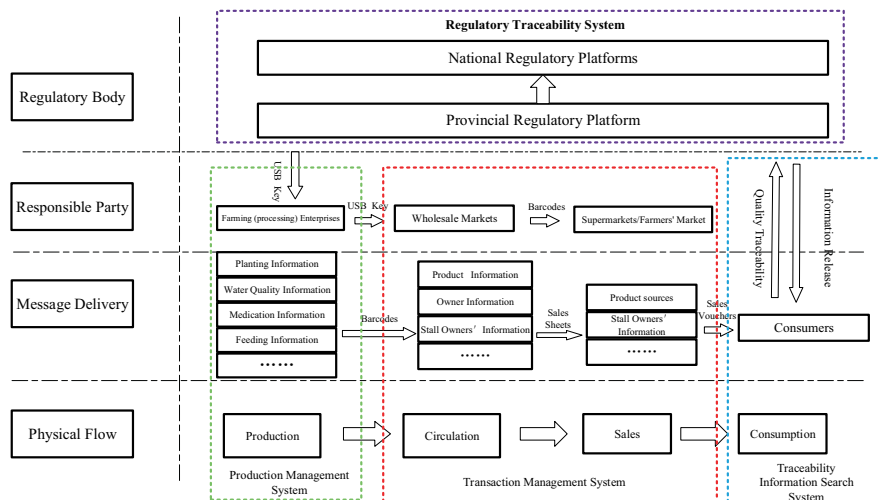 Regulatory Traceability System
National Regulatory Platforms
Regulatory Body
Provincial Regulatory Platform
USB Key
Responsible Party
Farming (processing) Enterprises
USB Key
Wholesale Markets
Barcodes
Supermarkets/Farmers' Market
Quality Traceability
Information Release
Message Delivery
Planting Information
Water Quality Information
Medication Information
Feeding Information
……
Barcodes
Product Information
Owner Information
Stall Owners' Information
……
Sales
Sheets
Product sources
Stall Owners'
Information
……
Sales
Vouchers
Consumers
Physical Flow
Production
Circulation
Sales
Consumption
Production Management
System
Transaction Management System
Traceability
Information Search
System